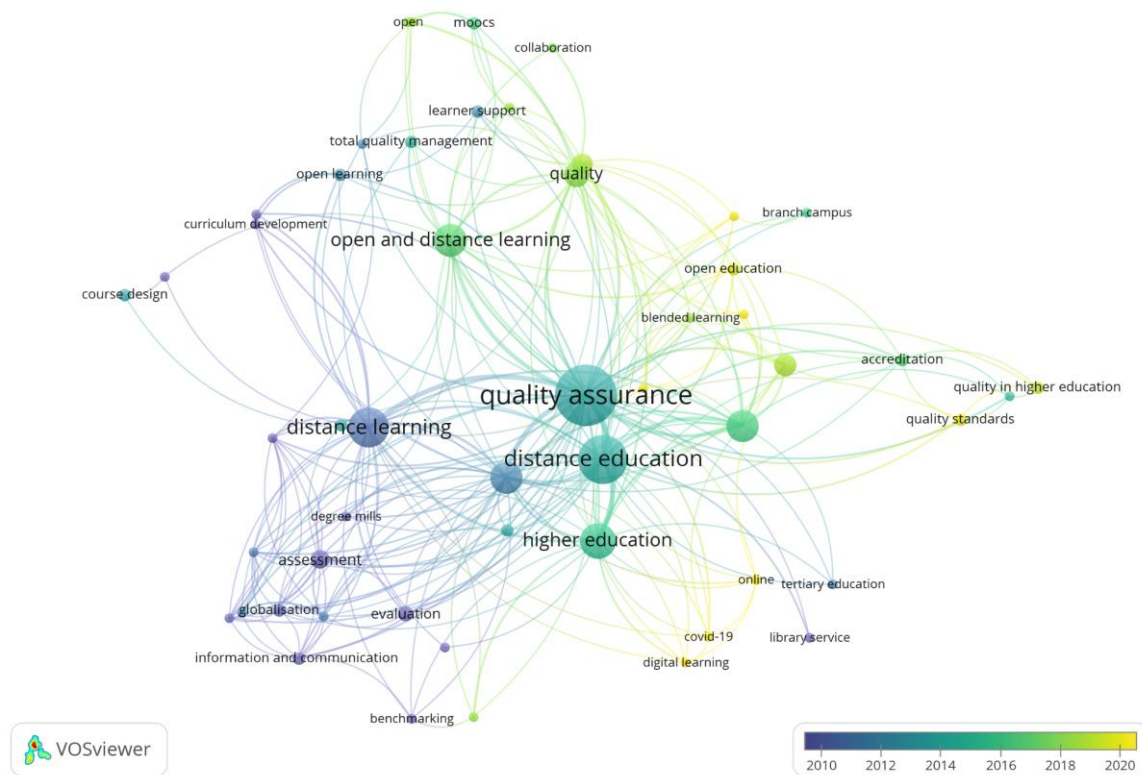 open
moocs
collaboration
learner support
total quality management
open learning
quality
curriculum development
branch campus
open and distance learning
open education
course design
blended learning
accreditation
quality in higher education
quality assurance
quality standards
distance learning
distance education
degree mills
higher education
assessment
online
tertiary education
globalisation
evaluation
covid-19
library service
information and communication
digital learning
benchmarking
VOSviewer
2010 2012 2014 2016 2018 2020